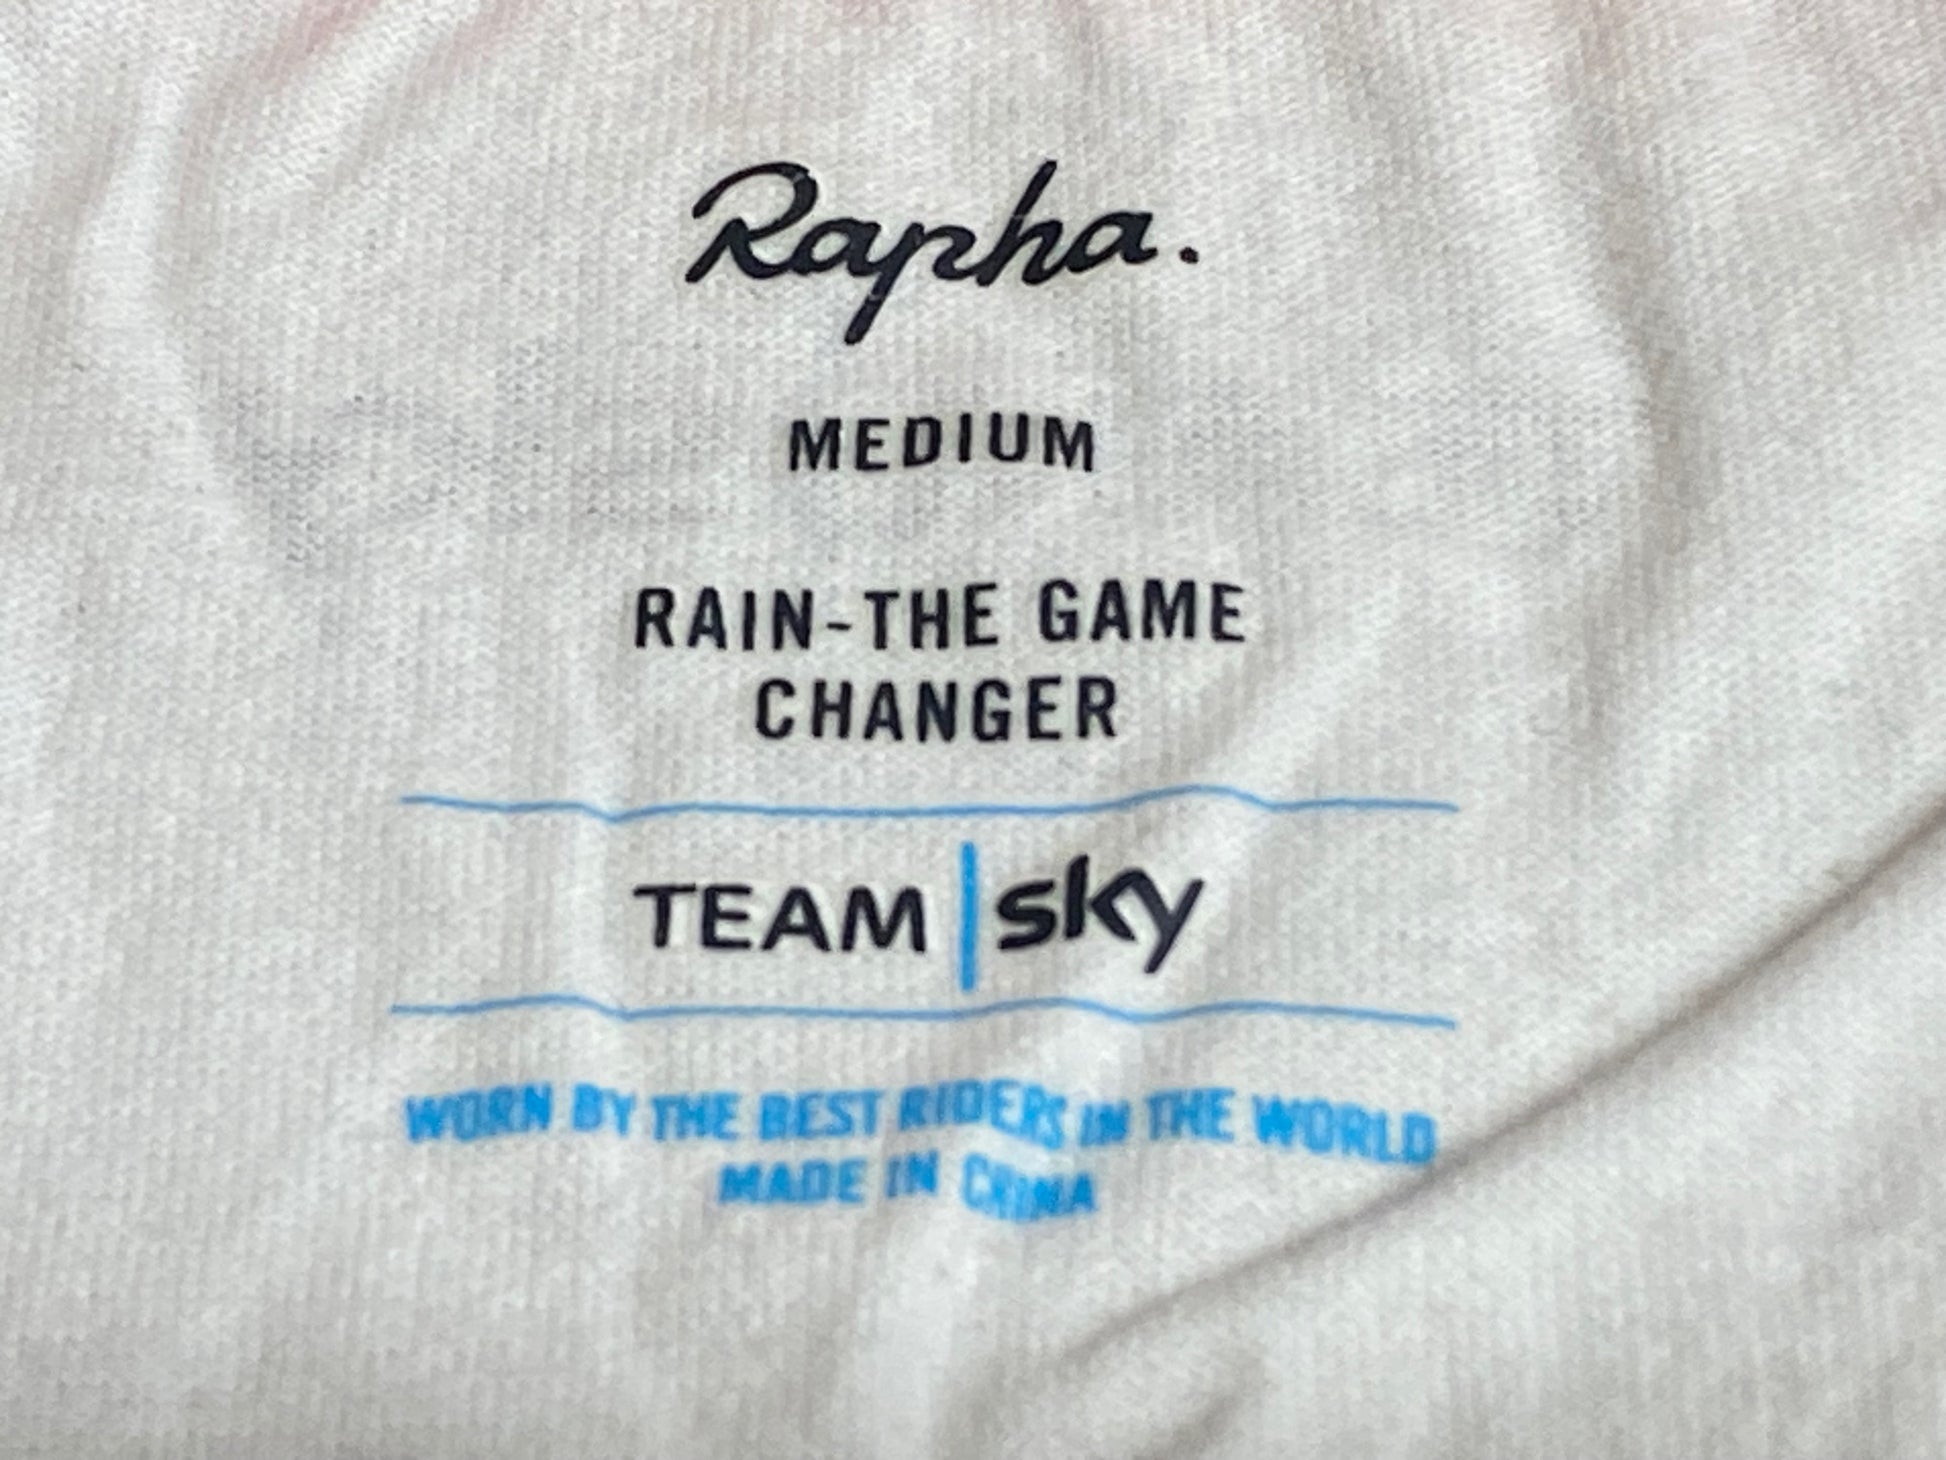 Rapha.
MEDIUM
RAIN-THE GAME
CHANGER
TEAM sky
WORN BY THE BEST RIDERS IN THE WORLD
MADE IN CHINA